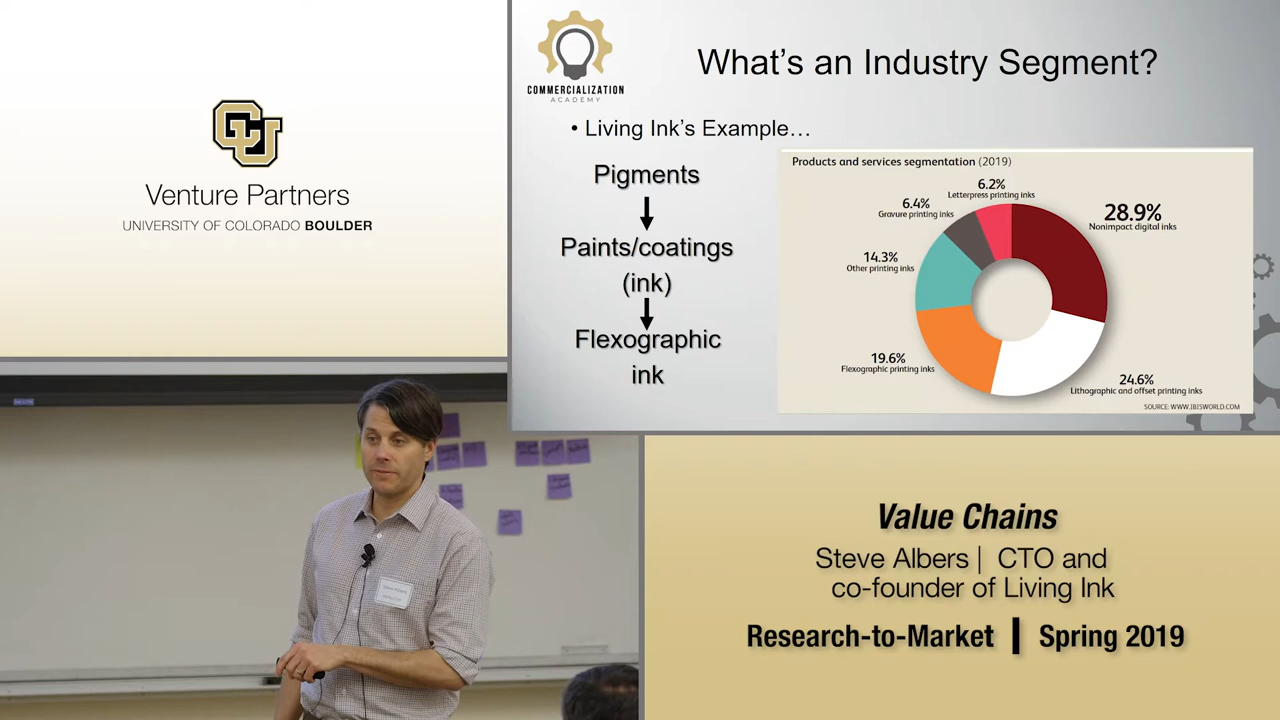 CU
Venture Partners
UNIVERSITY OF COLORADO BOULDER
COMMERCIALIZATION
ACADEMY
What's an Industry Segment?
• Living Ink's Example…
Pigments
Paints/coatings
(ink)
Flexographic
ink
Products and services segmentation (2019)
6.2%
Letterpress printing inks
6.4%
Gravure printing inks
28.9%
Nonimpact digital inks
14.3%
Other printing inks
19.6%
Flexographic printing inks
24.6%
Lithographic and offset printing inks
SOURCE: WWW.IBISWORLD.COM
Value Chains
Steve Albers | CTO and
co-founder of Living Ink
Research-to-Market | Spring 2019